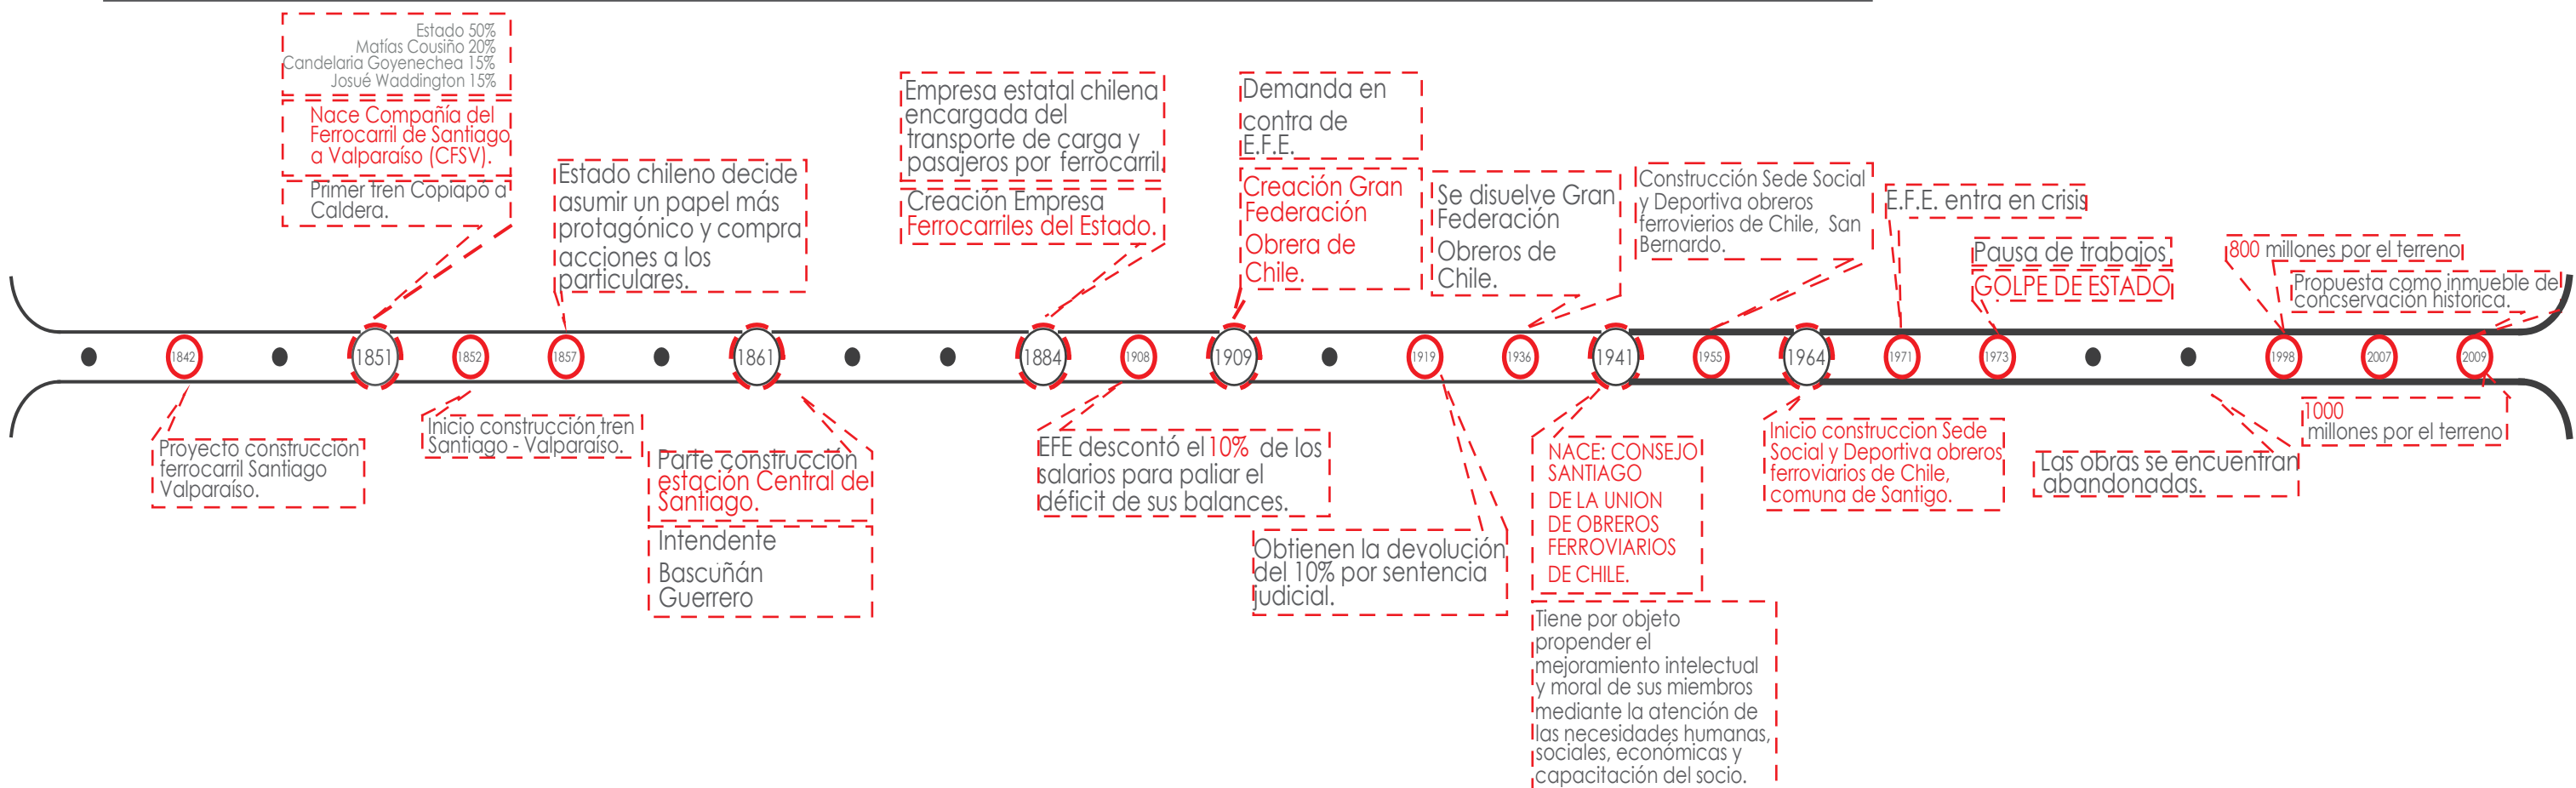 Estado 50%
Matías Cousiño 20%
Candelaria Goyenechea 15%
Josué Waddington 15%
Nace Compañía del
Ferrocarril de Santiago
a Valparaíso (CFSV).
Primer tren Copiapó a
Caldera.
Estado chileno decide
asumir un papel más
protagónico y compra
acciones a los
particulares.
Empresa estatal chilena
encargada del
transporte de carga y
pasajeros por ferrocarril.
Creación Empresa
Ferrocarriles del Estado.
Demanda en
contra de
E.F.E.
Creación Gran
Federación
Obrera de
Chile.
Se disuelve Gran
Federación
Obreros de
Chile.
Construcción Sede Social
y Deportiva obreros
ferrovierios de Chile, San
Bernardo.
E.F.E. entra en crisis
Pausa de trabajos
GOLPE DE ESTADO
800 millones por el terreno
Propuesta como inmueble de
concservación histórica.
1842
1851
1852
1857
1861
1884
1908
1909
1919
1936
1941
1955
1964
1971
1973
1998
2007
2009
Proyecto construcción
ferrocarril Santiago
Valparaíso.
Inicio construcción tren
Santiago - Valparaíso.
Parte construcción
estación Central de
Santiago.
Intendente
Bascuñán
Guerrero
EFE descontó el 10% de los
salarios para paliar el
déficit de sus balances.
Obtienen la devolución
del 10% por sentencia
judicial.
NACE: CONSEJO
SANTIAGO
DE LA UNION
DE OBREROS
FERROVIARIOS
DE CHILE.
Tiene por objeto
propender el
mejoramiento intelectual
y moral de sus miembros
mediante la atención de
las necesidades humanas,
sociales, económicas y
capacitación del socio.
Inicio construccion Sede
Social y Deportiva obreros
ferroviarios de Chile,
comuna de Santigo.
Las obras se encuentran
abandonadas.
1000
millones por el terreno